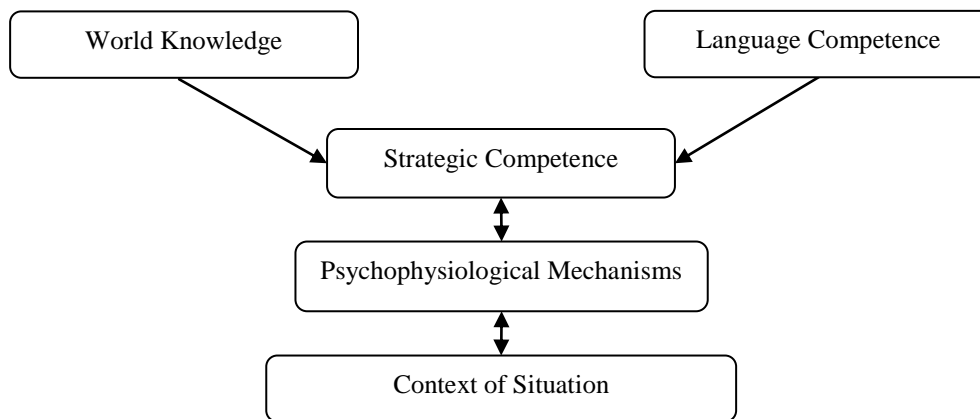 World Knowledge
Language Competence
Strategic Competence
Psychophysiological Mechanisms
Context of Situation